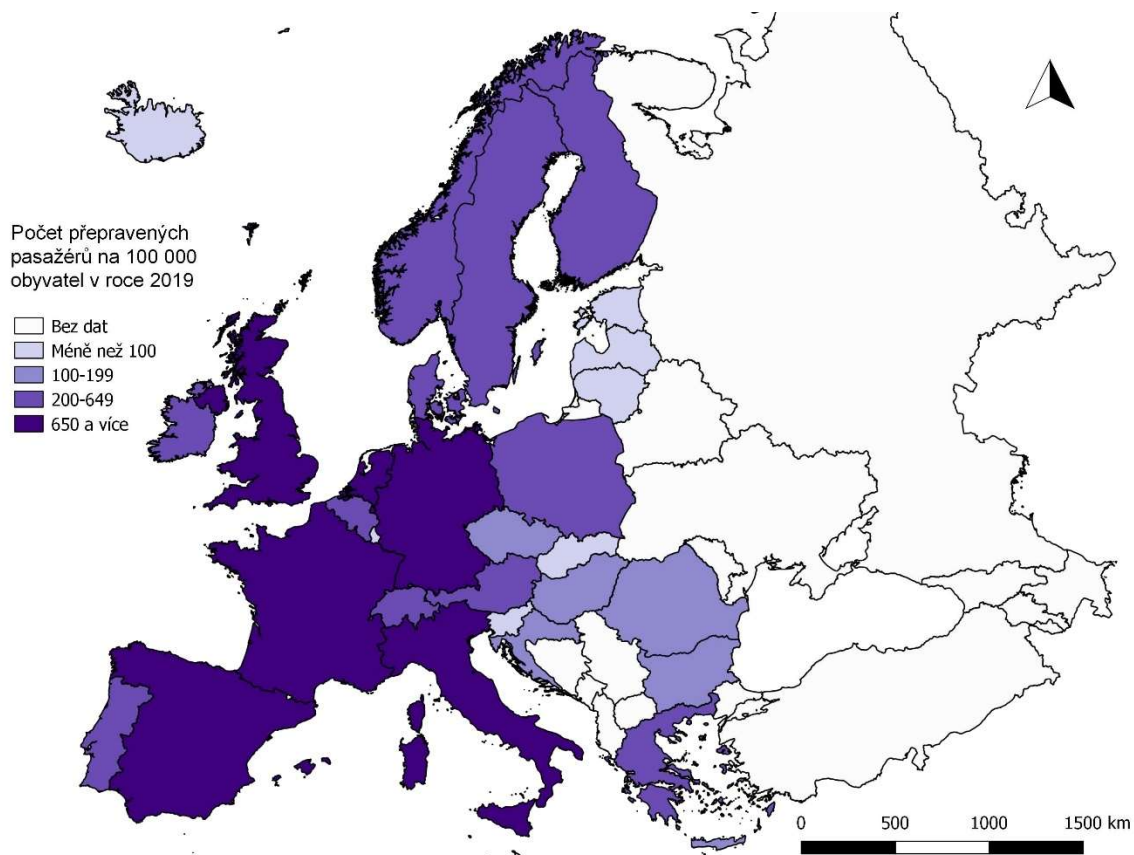 Počet přepravených
pasažérů na 100 000
obyvatel v roce 2019
Bez dat
Méně než 100
100-199
200-649
650 a více
0 500 1000 1500 km